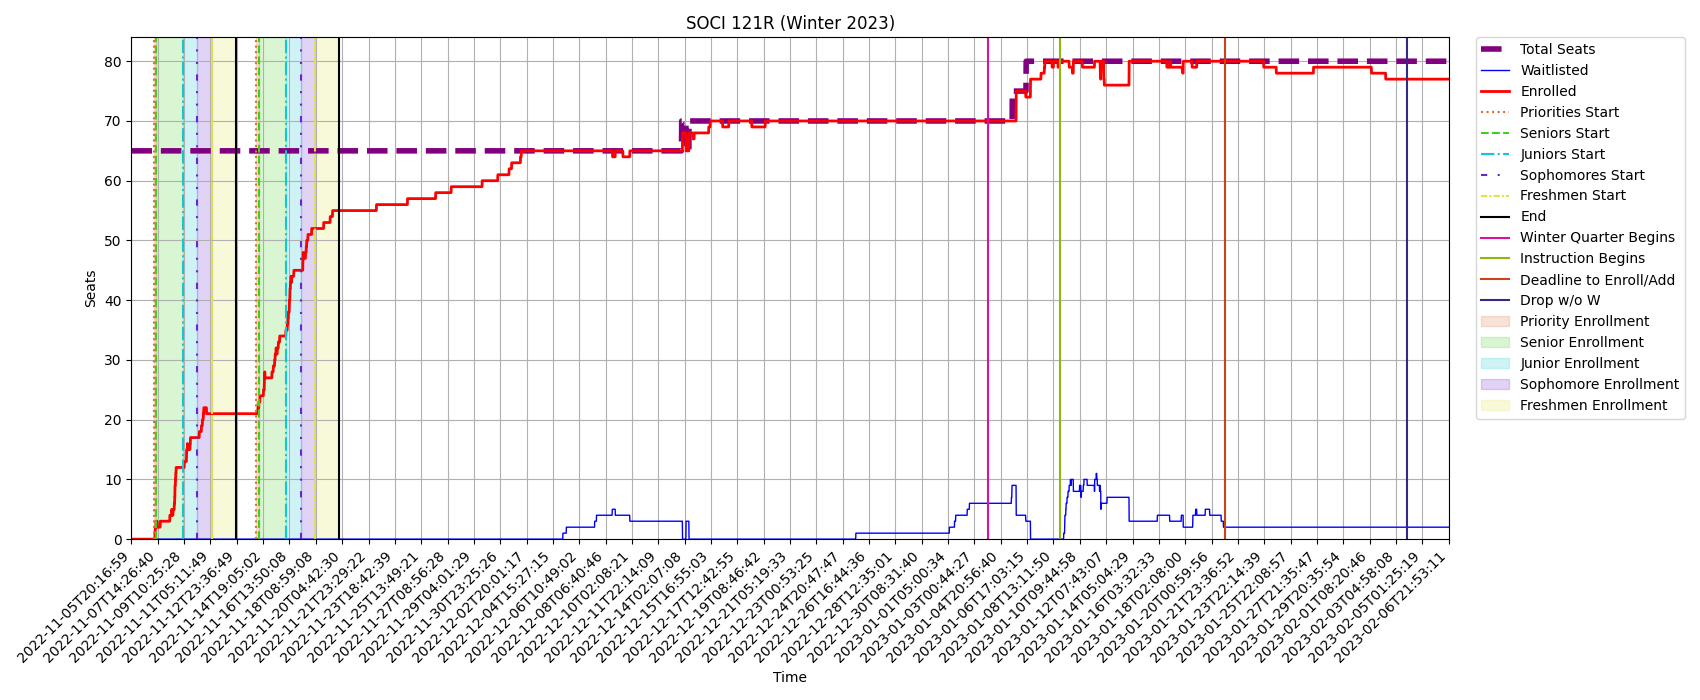 SOCI 121R (Winter 2023)
Seats
80
70
60
50
40
30
20
10
0
2022-11-05T20:16:59
2022-11-07T14:26:40
2022-11-09T10:25:28
2022-11-11T05:11:49
2022-11-12T23:36:49
2022-11-14T19:05:02
2022-11-16T13:50:08
2022-11-18T08:59:08
2022-11-20T04:42:30
2022-11-21T23:29:22
2022-11-23T18:42:39
2022-11-25T13:49:21
2022-11-27T08:56:28
2022-11-29T04:01:29
2022-11-30T23:25:26
2022-12-02T20:01:17
2022-12-04T15:27:15
2022-12-06T10:49:02
2022-12-08T06:40:46
2022-12-10T02:08:21
2022-12-11T22:14:09
2022-12-14T02:07:08
2022-12-15T16:55:03
2022-12-17T12:42:55
2022-12-19T08:46:42
2022-12-21T05:19:33
2022-12-23T00:53:25
2022-12-24T20:47:47
2022-12-26T16:44:36
2022-12-28T12:35:01
2022-12-30T08:31:40
2023-01-01T05:00:34
2023-01-03T00:44:27
2023-01-04T20:56:40
2023-01-06T17:03:15
2023-01-08T13:11:50
2023-01-10T09:44:58
2023-01-12T07:43:07
2023-01-14T05:04:29
2023-01-16T03:32:33
2023-01-18T02:08:00
2023-01-20T00:59:56
2023-01-21T23:36:52
2023-01-23T22:14:39
2023-01-25T22:08:57
2023-01-27T21:35:47
2023-01-29T20:35:54
2023-02-01T08:20:46
2023-02-03T04:58:08
2023-02-05T01:25:19
2023-02-06T21:53:11
Time
Total Seats
Waitlisted
Enrolled
Priorities Start
Seniors Start
Juniors Start
Sophomores Start
Freshmen Start
End
Winter Quarter Begins
Instruction Begins
Deadline to Enroll/Add
Drop w/o W
Priority Enrollment
Senior Enrollment
Junior Enrollment
Sophomore Enrollment
Freshmen Enrollment